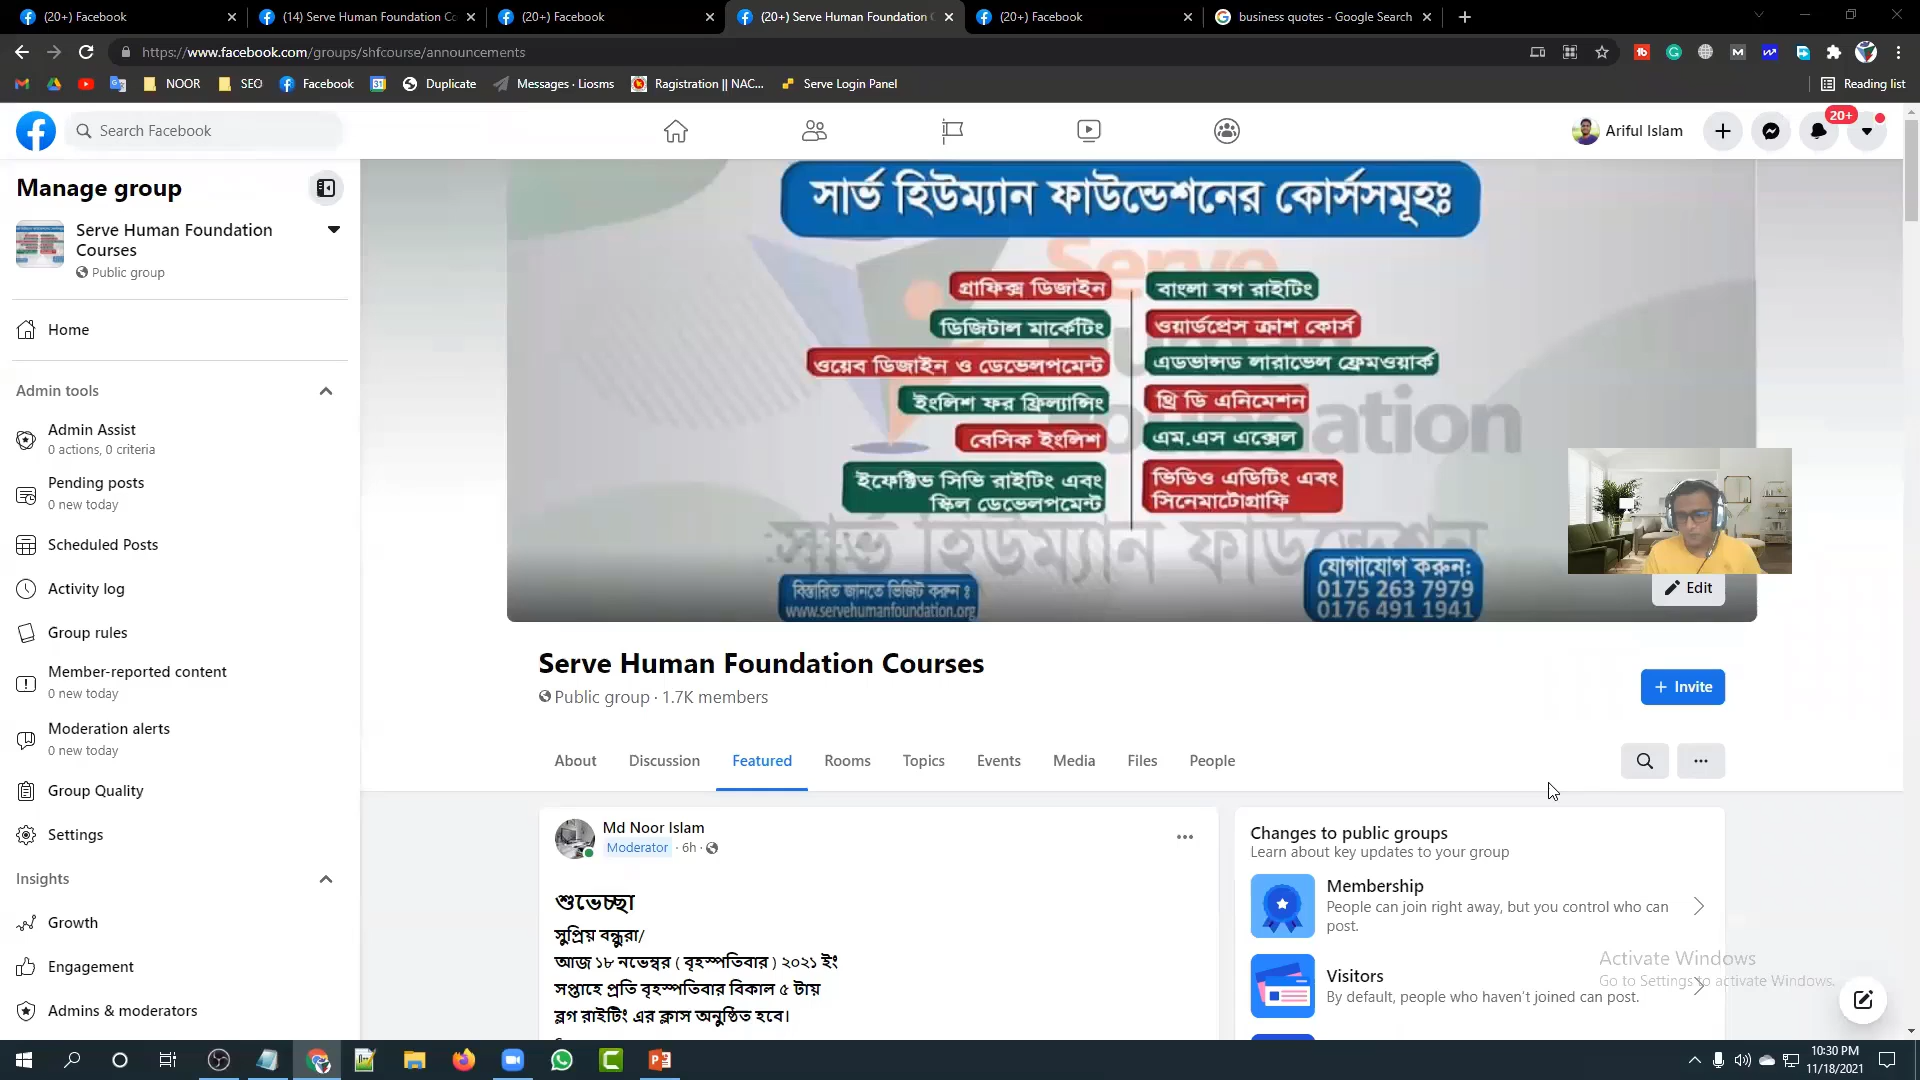 (20+) Facebook
(14) Serve Human Foundation Co
(20+) Facebook
(20+) Serve Human Foundation
(20+) Facebook
business quotes - Google Search
https://www.facebook.com/groups/shfcourse/announcements
NOOR
SEO
Facebook
31
Duplicate
Messages · Liosms
Ragistration || NAC...
Serve Login Panel
Reading list
Search Facebook
Ariful Islam
20+
Manage group
Serve Human Foundation
Courses
Public group
Home
Admin tools
Admin Assist
0 actions, 0 criteria
Pending posts
0 new today
Scheduled Posts
Activity log
Group rules
Member-reported content
0 new today
Moderation alerts
0 new today
Group Quality
Settings
Insights
Growth
Engagement
Admins & moderators
সার্ভ হিউম্যান ফাউন্ডেশনের কোর্সসমূহঃ
গ্রাফিক্স ডিজাইন
ডিজিটাল মার্কেটিং
ওয়েব ডিজাইন ও ডেভেলপমেন্ট
ইংলিশ ফর ফ্রিল্যান্সিং
বেসিক ইংলিশ
ইফেক্টিভ সিভি রাইটিং এবং
স্কিল ডেভেলপমেন্ট
বাংলা বগ রাইটিং
ওয়ার্ডপ্রেস ক্রাশ কোর্স
এডভান্সড লারাভেল ফ্রেমওয়ার্ক
থ্রি ডি এনিমেশন
এম.এস এক্সেল
ভিডিও এডিটিং এবং
সিনেমাটোগ্রাফি
সার্ভ হিউম্যান ফাউন্ডেশন
বিস্তারিত জানতে ভিজিট করুন ঃ
www.servehumanfoundation.org
যোগাযোগ করুন:
0175 263 7979
0176 491 1941
Edit
Serve Human Foundation Courses
Public group · 1.7K members
+ Invite
About
Discussion
Featured
Rooms
Topics
Events
Media
Files
People
Md Noor Islam
Moderator · 6h ·
শুভেচ্ছা
সুপ্রিয় বন্ধুরা/
আজ ১৮ নভেম্বর ( বৃহস্পতিবার ) ২০২১ ইং
সপ্তাহে প্রতি বৃহস্পতিবার বিকাল ৫ টায়
ব্লগ রাইটিং এর ক্লাস অনুষ্ঠিত হবে।
Changes to public groups
Learn about key updates to your group
Membership
People can join right away, but you control who can
post.
Visitors
By default, people who haven't joined can post.
Activate Windows
Go to Settings to activate Windows.
10:30 PM
11/18/2021